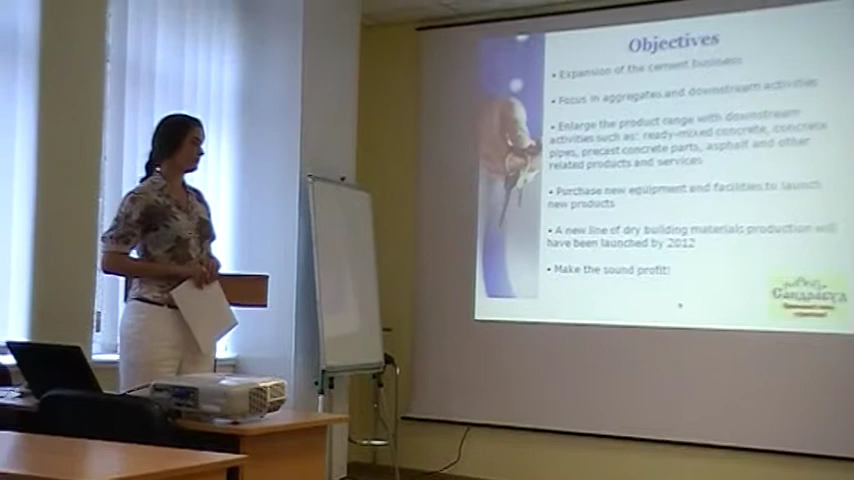 Objectives
• Expansion of the cement business
• Focus in aggregates and downstream activities
• Enlarge the product range with downstream
activities such as: ready-mixed concrete, concrete
pipes, precast concrete parts, asphalt and other
related products and services
• Purchase new equipment and facilities to launch
new products
• A new line of dry building materials production will
have been launched by 2012
• Make the sound profit!